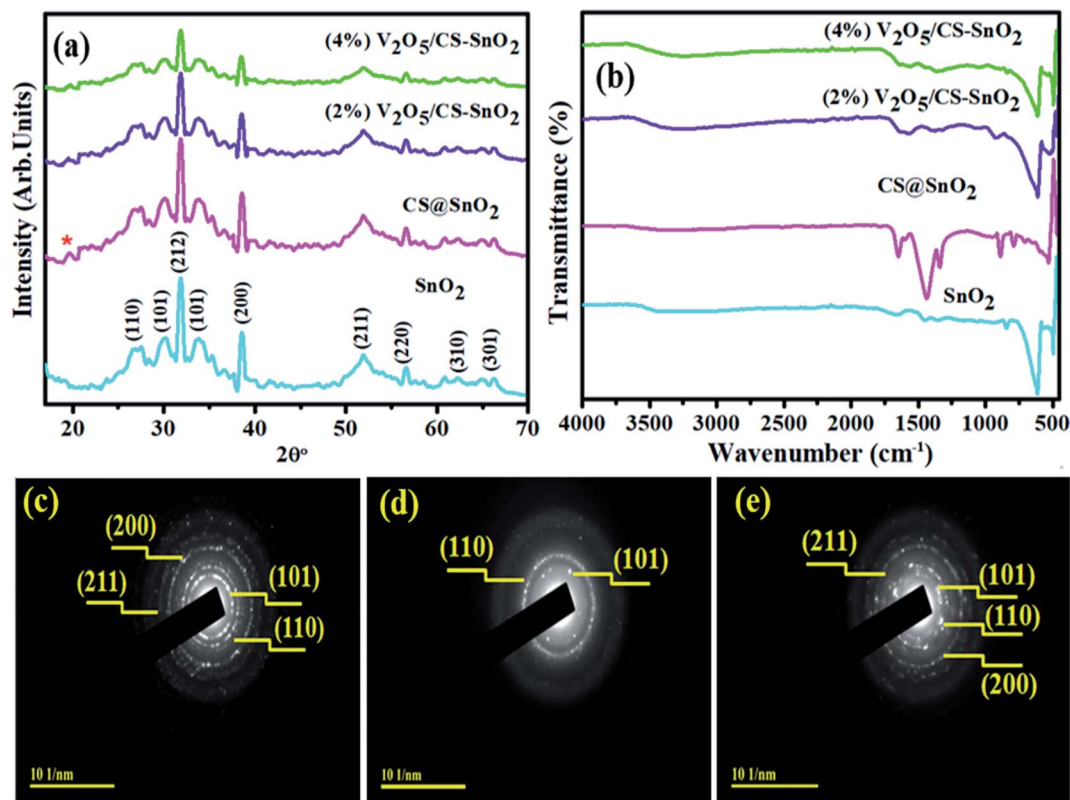 (a)
(4%) V₂O₅/CS-SnO₂
(2%) V₂O₅/CS-SnO₂
CS@SnO₂
*
SnO₂
(110)
(101)
(212)
(101)
(200)
(211)
(220)
(310)
(301)
Intensity (Arb.Units)
20 30 40 50 60 70
2θ°
(b)
(4%) V₂O₅/CS-SnO₂
(2%) V₂O₅/CS-SnO₂
CS@SnO₂
SnO₂
Transmittance (%)
4000 3500 3000 2500 2000 1500 1000 500
Wavenumber (cm⁻¹)
(c)
(200)
(101)
(211)
(110)
10 1/nm
(d)
(110)
(101)
10 1/nm
(e)
(211)
(101)
(110)
(200)
10 1/nm